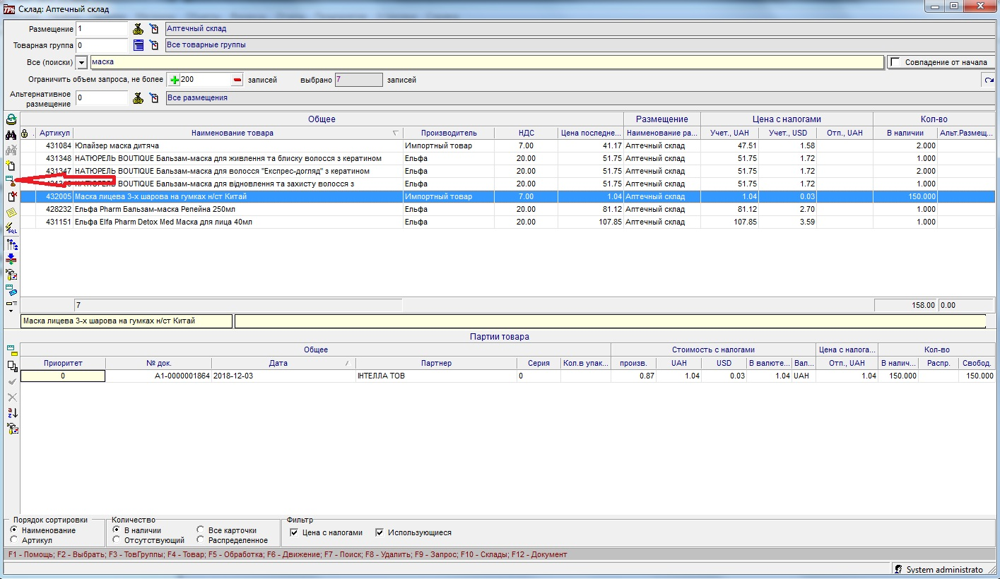 Склад: Аптечный склад
Размещение 1 Аптечный склад
Товарная группа 0 Все товарные группы
Все (поиски) маска Совпадение от начала
Ограничить объем запроса, не более 200 записей выбрано 7 записей
Альтернативное размещение 0 Все размещения
Общее Размещение Цена с налогами Кол-во
. Артикул Наименование товара Производитель НДС Цена последне... Наименование ра... Учет., UAH Учет., USD Отп., UAH В наличии Альт.Размещ...
431084 Юлайзер маска дитяча Импортный товар 7.00 41.17 Аптечный склад 47.51 1.58 2.000
431348 НАТЮРЕЛЬ BOUTIQUE Бальзам-маска для живлення та блиску волосся з кератином Ельфа 20.00 51.75 Аптечный склад 51.75 1.72 1.000
431347 НАТЮРЕЛЬ BOUTIQUE Бальзам-маска для волосся "Експрес-догляд" з кератином Ельфа 20.00 51.75 Аптечный склад 51.75 1.72 2.000
НАТЮРЕЛЬ BOUTIQUE Бальзам-маска для відновлення та захисту волосся з Ельфа 20.00 51.75 Аптечный склад 51.75 1.72 1.000
432005 Маска лицева 3-х шарова на гумках н/ст Китай Импортный товар 7.00 1.04 Аптечный склад 1.04 0.03 150.000
428232 Ельфа Pharm Бальзам-маска Репейна 250мл Ельфа 20.00 81.12 Аптечный склад 81.12 2.70 1.000
431151 Ельфа Elfa Pharm Detox Med Маска для лица 40мл Ельфа 20.00 107.85 Аптечный склад 107.85 3.59 1.000
SQL
7 158.00 0.00
Маска лицева 3-х шарова на гумках н/ст Китай
Партии товара
Общее Стоимость с налогами Цена с налога... Кол-во
Приоритет № док. Дата Партнер Серия Кол.в упак... произв. UAH USD В валюте... Вал... Отп., UAH В налич... Распр. Свобод.
0 А1-0000001864 2018-12-03 ІНТЕЛЛА ТОВ 0 0.87 1.04 0.03 1.04 UAH 1.04 150.000 150.000
Порядок сортировки Количество Фильтр
Наименование В наличии Все карточки Цена с налогами Использующиеся
Артикул Отсутствующий Распределенное
F1 - Помощь; F2 - Выбрать; F3 - ТовГруппы; F4 - Товар; F5 - Обработка; F6 - Движение; F7 - Поиск; F8 - Удалить; F9 - Запрос; F10 - Склады; F12 - Документ
System administrato